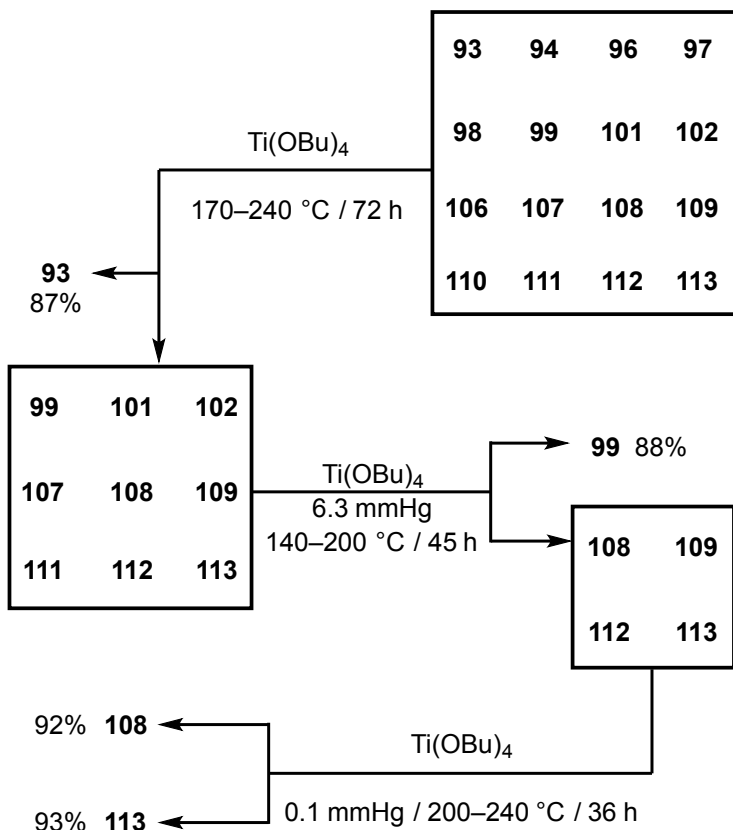 93 94 96 97
98 99 101 102
106 107 108 109
110 111 112 113
Ti(OBu)4
170–240 °C / 72 h
93
87%
99 101 102
107 108 109
111 112 113
Ti(OBu)4
6.3 mmHg
140–200 °C / 45 h
99 88%
108 109
112 113
92% 108
93% 113
Ti(OBu)4
0.1 mmHg / 200–240 °C / 36 h